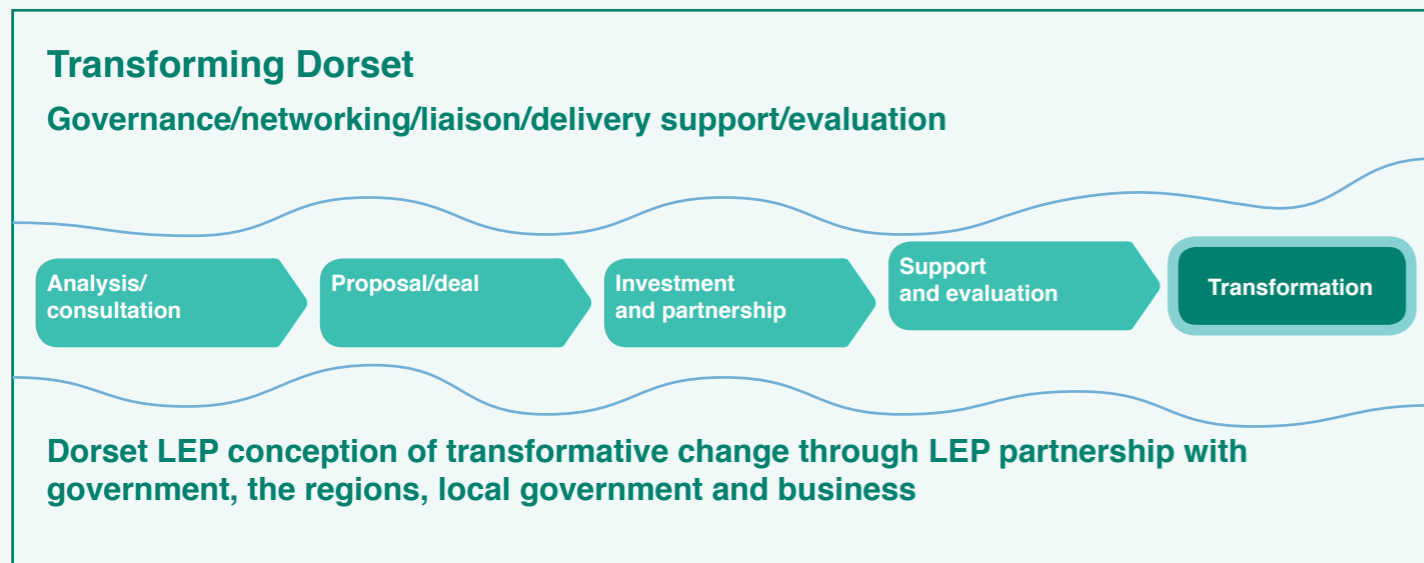 Transforming Dorset
Governance/networking/liaison/delivery support/evaluation
Analysis/
consultation
Proposal/deal
Investment
and partnership
Support
and evaluation
Transformation
Dorset LEP conception of transformative change through LEP partnership with
government, the regions, local government and business